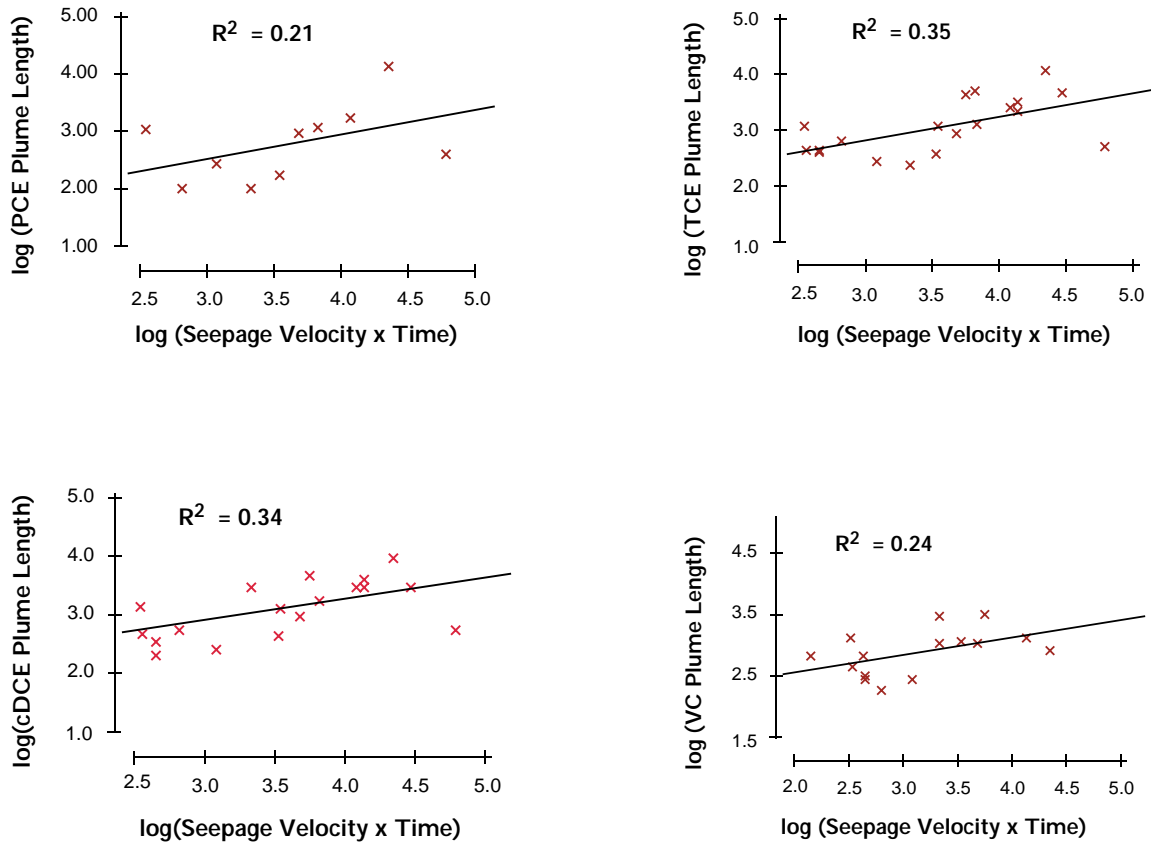 log (PCE Plume Length)
R2 = 0.21
5.00
4.00
3.00
2.00
1.00
2.5 3.0 3.5 4.0 4.5 5.0
log (Seepage Velocity x Time)
log (TCE Plume Length)
R2 = 0.35
5.0
4.0
3.0
2.0
1.0
2.5 3.0 3.5 4.0 4.5 5.0
log (Seepage Velocity x Time)
log(cDCE Plume Length)
R2 = 0.34
5.0
4.0
3.0
2.0
1.0
2.5 3.0 3.5 4.0 4.5 5.0
log(Seepage Velocity x Time)
log (VC Plume Length)
R2 = 0.24
4.5
3.5
2.5
1.5
2.0 2.5 3.0 3.5 4.0 4.5 5.0
log (Seepage Velocity x Time)